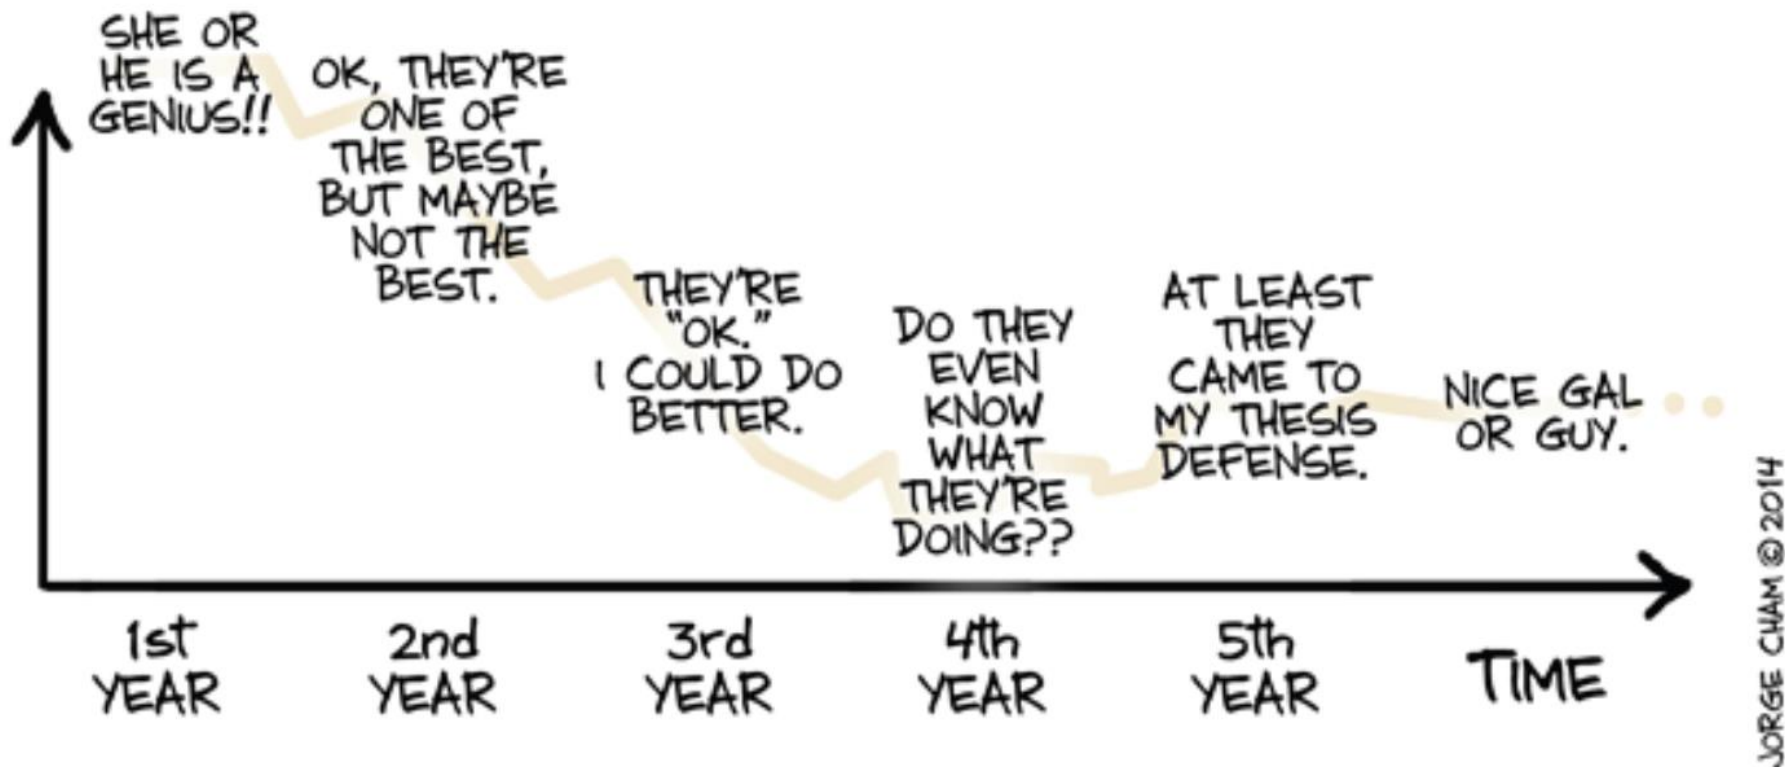 SHE OR
HE IS A
GENIUS!!
OK, THEY'RE
ONE OF
THE BEST,
BUT MAYBE
NOT THE
BEST.
THEY'RE
"OK."
I COULD DO
BETTER.
DO THEY
EVEN
KNOW
WHAT
THEY'RE
DOING??
AT LEAST
THEY
CAME TO
MY THESIS
DEFENSE.
NICE GAL
OR GUY.
1st
YEAR
2nd
YEAR
3rd
YEAR
4th
YEAR
5th
YEAR
TIME
JORGE CHAM © 2014